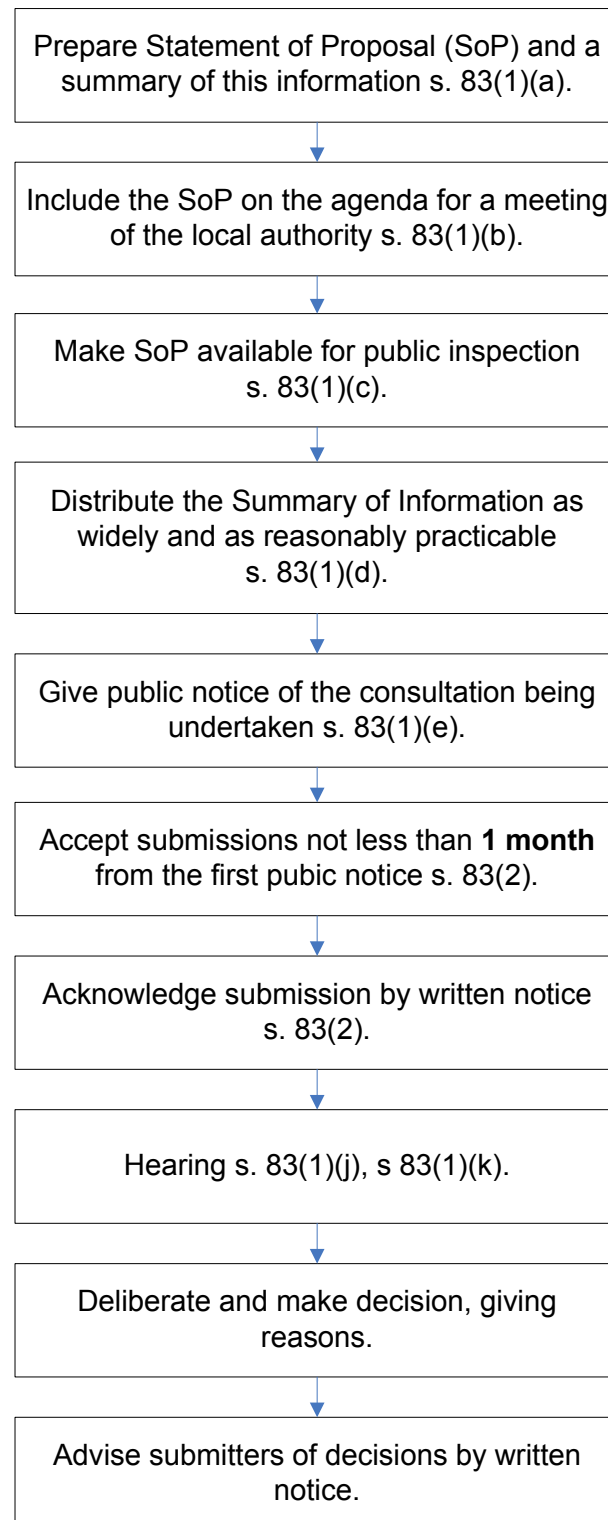 Prepare Statement of Proposal (SoP) and a
summary of this information s. 83(1)(a).
Include the SoP on the agenda for a meeting
of the local authority s. 83(1)(b).
Make SoP available for public inspection
s. 83(1)(c).
Distribute the Summary of Information as
widely and as reasonably practicable
s. 83(1)(d).
Give public notice of the consultation being
undertaken s. 83(1)(e).
Accept submissions not less than 1 month
from the first pubic notice s. 83(2).
Acknowledge submission by written notice
s. 83(2).
Hearing s. 83(1)(j), s 83(1)(k).
Deliberate and make decision, giving
reasons.
Advise submitters of decisions by written
notice.